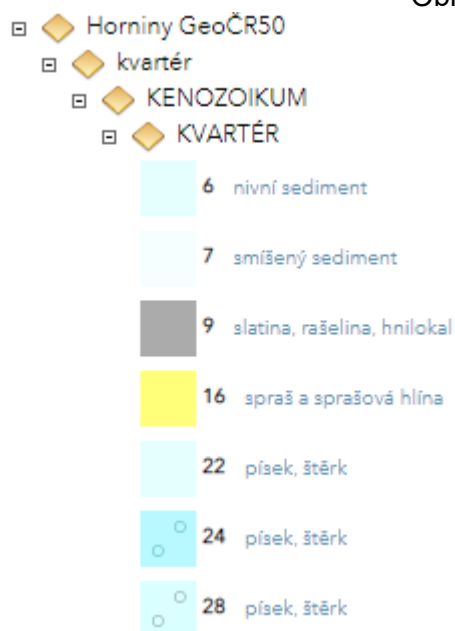 Horniny GeoČR50
kvartér
KENOZOIKUM
KVARTÉR
6 nivní sediment
7 smíšený sediment
9 slatina, rašelina, hnilokal
16 spraš a sprašová hlína
22 písek, štěrk
24 písek, štěrk
28 písek, štěrk